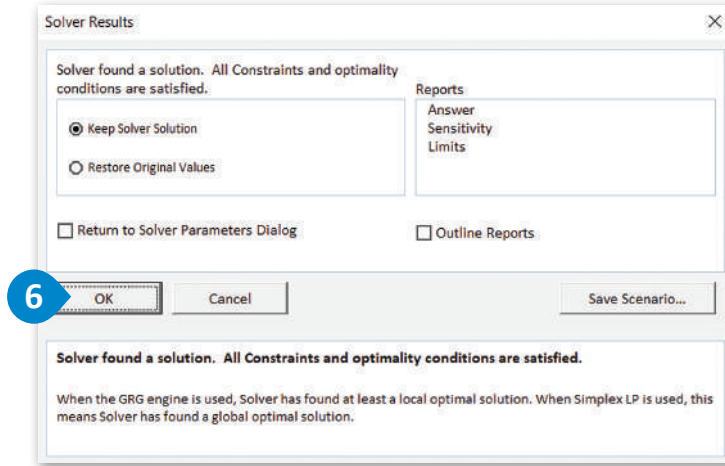 Solver Results
Solver found a solution. All Constraints and optimality
conditions are satisfied.
Reports
Answer
Sensitivity
Limits
Keep Solver Solution
Restore Original Values
Return to Solver Parameters Dialog
Outline Reports
6
OK
Cancel
Save Scenario...
Solver found a solution. All Constraints and optimality conditions are satisfied.
When the GRG engine is used, Solver has found at least a local optimal solution. When Simplex LP is used, this
means Solver has found a global optimal solution.